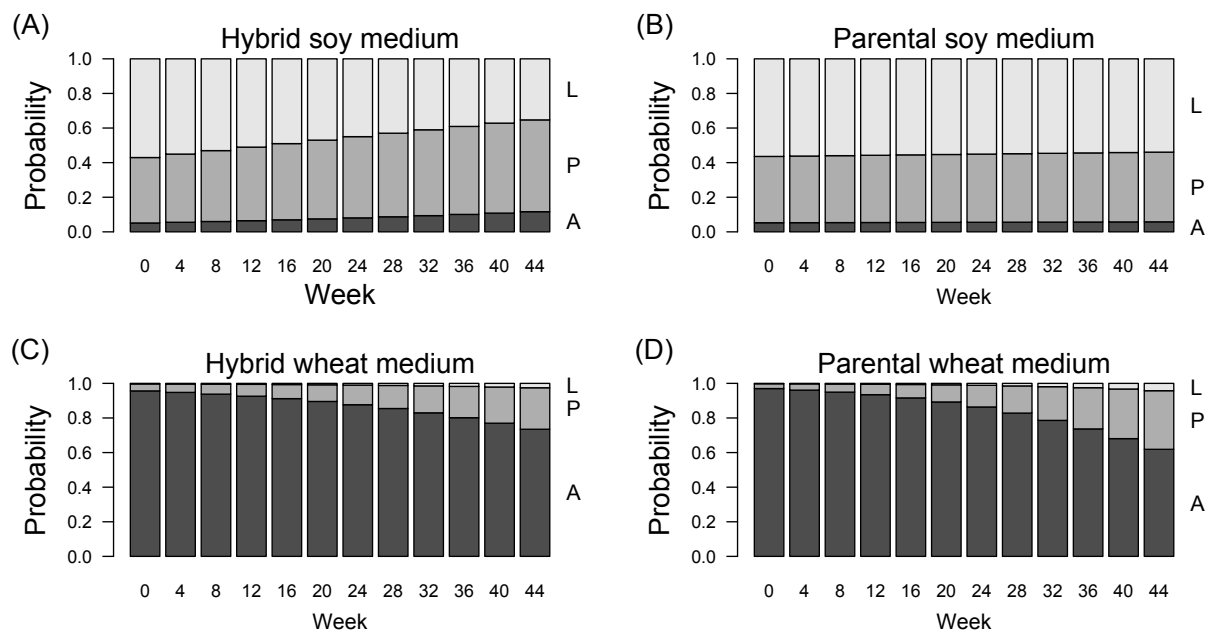 (A)
Hybrid soy medium
Probability
1.0
0.8
0.6
0.4
0.2
0.0
L
P
A
0 4 8 12 16 20 24 28 32 36 40 44
Week
(B)
Parental soy medium
Probability
1.0
0.8
0.6
0.4
0.2
0.0
L
P
A
0 4 8 12 16 20 24 28 32 36 40 44
Week
(C)
Hybrid wheat medium
Probability
1.0
0.8
0.6
0.4
0.2
0.0
L
P
A
0 4 8 12 16 20 24 28 32 36 40 44
Week
(D)
Parental wheat medium
Probability
1.0
0.8
0.6
0.4
0.2
0.0
L
P
A
0 4 8 12 16 20 24 28 32 36 40 44
Week